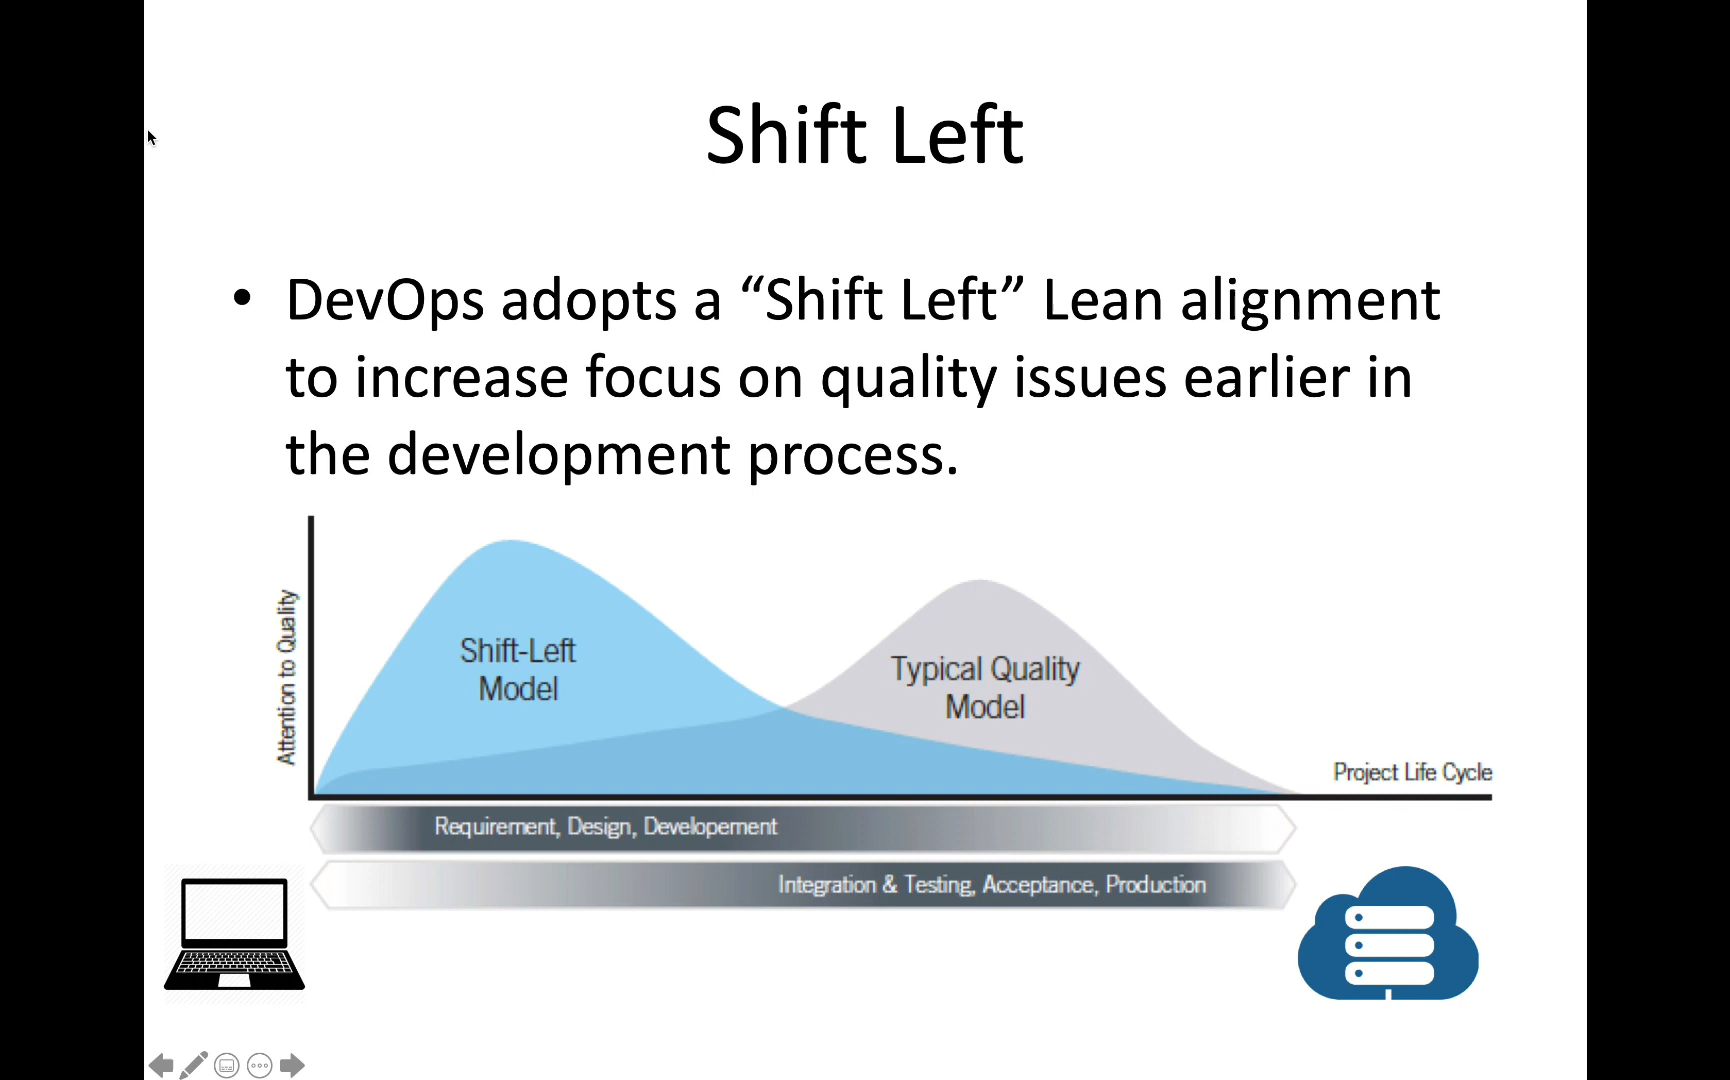 Shift Left
• DevOps adopts a “Shift Left” Lean alignment
to increase focus on quality issues earlier in
the development process.
Attention to Quality
Shift-Left
Model
Typical Quality
Model
Project Life Cycle
Requirement, Design, Developement
Integration & Testing, Acceptance, Production